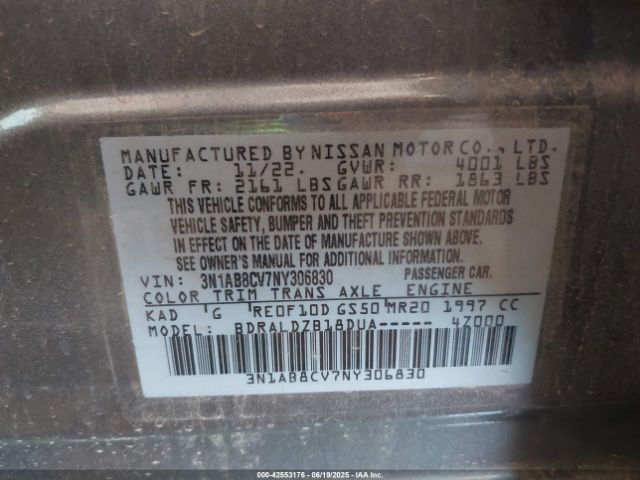 MANUFACTURED BY NISSAN MOTOR CO., LTD.
DATE: 11/22. GVWR: 4001 LBS
GAWR FR: 2161 LBS GAWR RR: 1863 LBS
THIS VEHICLE CONFORMS TO ALL APPLICABLE FEDERAL MOTOR
VEHICLE SAFETY, BUMPER AND THEFT PREVENTION STANDARDS
IN EFFECT ON THE DATE OF MANUFACTURE SHOWN ABOVE.
SEE OWNER'S MANUAL FOR ADDITIONAL INFORMATION.
VIN: 3N1AB8CV7NY306830 PASSENGER CAR.
COLOR TRIM TRANS AXLE ENGINE
KAD G RE0F10D GS50 MR20 1997 CC
MODEL: BDRALDZB18DUA----- 4Z000
3N1AB8CV7NY306830
000-42553176 - 06/19/2025 - IAAI.COM